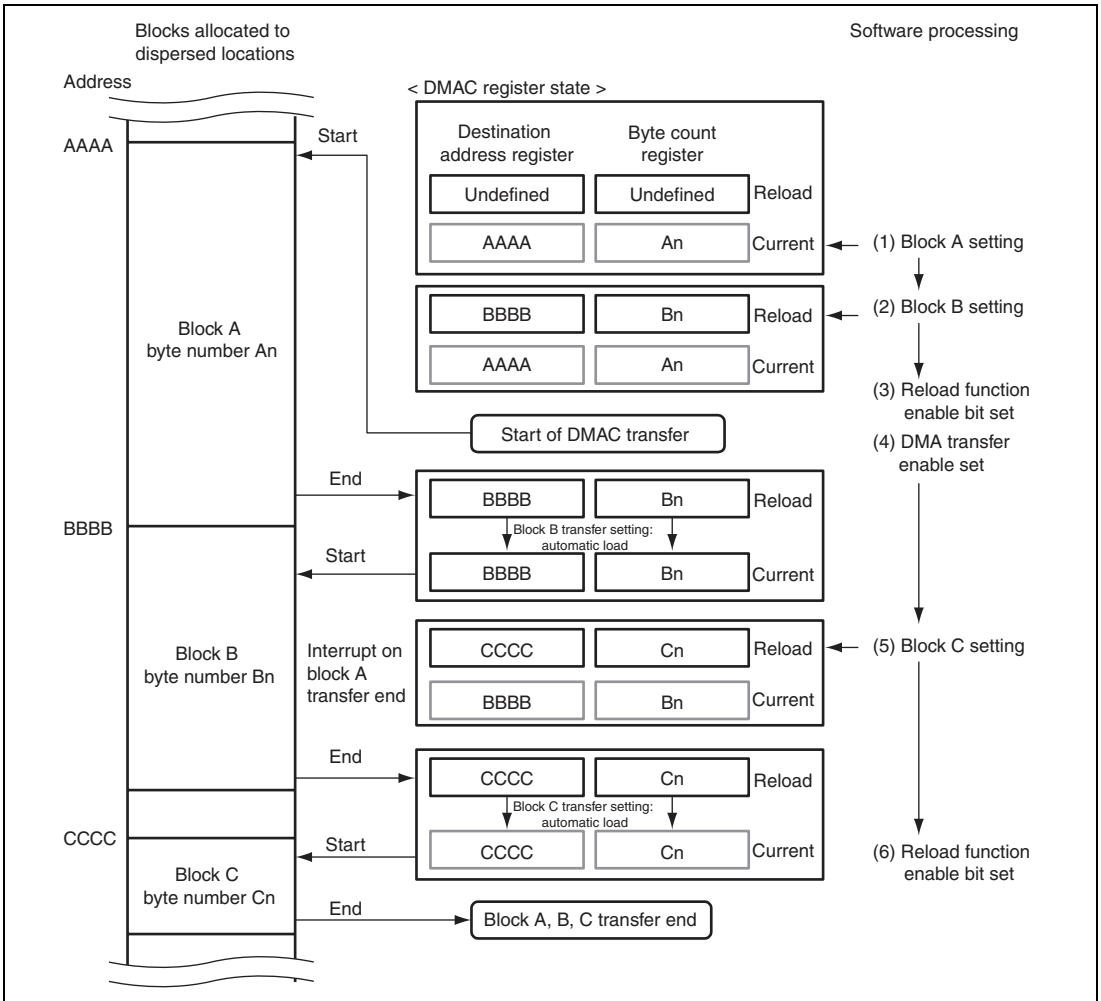 Blocks allocated to
dispersed locations
Software processing
Address
< DMAC register state >
AAAA
Start
Destination
address register
Byte count
register
Undefined
Undefined
Reload
AAAA
An
Current
(1) Block A setting
BBBB
Bn
Reload
(2) Block B setting
Block A
byte number An
AAAA
An
Current
(3) Reload function
enable bit set
Start of DMAC transfer
(4) DMA transfer
enable set
End
BBBB
Bn
Reload
BBBB
Block B transfer setting:
automatic load
Start
BBBB
Bn
Current
Block B
byte number Bn
Interrupt on
block A
transfer end
CCCC
Cn
Reload
(5) Block C setting
BBBB
Bn
Current
End
CCCC
Cn
Reload
Block C transfer setting:
automatic load
CCCC
Start
CCCC
Cn
Current
(6) Reload function
enable bit set
Block C
byte number Cn
End
Block A, B, C transfer end